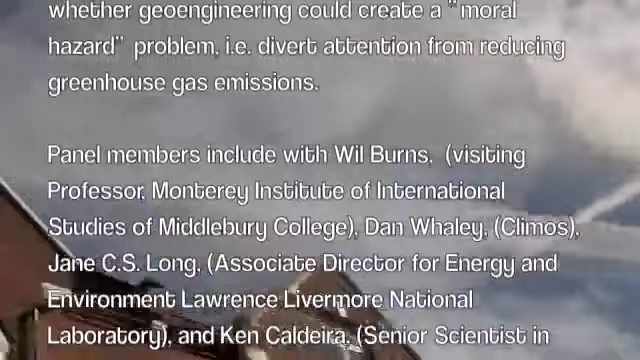 whether geoengineering could create a "moral
hazard" problem, i.e. divert attention from reducing
greenhouse gas emissions.
Panel members include with Wil Burns, (visiting
Professor, Monterey Institute of International
Studies of Middlebury College), Dan Whaley, (Climos),
Jane C.S. Long, (Associate Director for Energy and
Environment Lawrence Livermore National
Laboratory), and Ken Caldeira, (Senior Scientist in